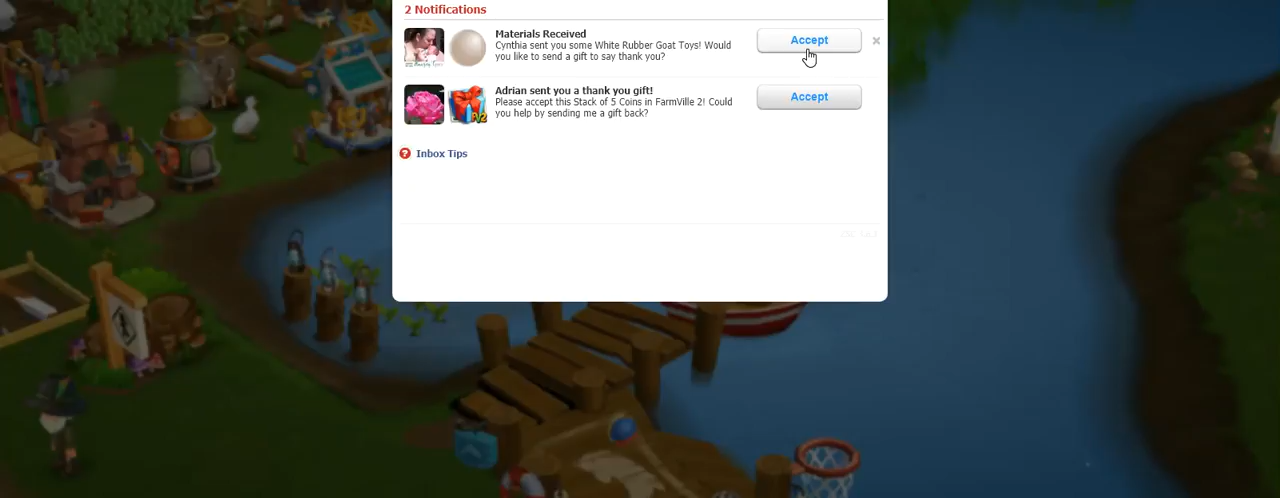 2 Notifications
Materials Received
Cynthia sent you some White Rubber Goat Toys! Would
you like to send a gift to say thank you?
Accept
Adrian sent you a thank you gift!
Please accept this Stack of 5 Coins in FarmVille 2! Could
you help by sending me a gift back?
Accept
Inbox Tips